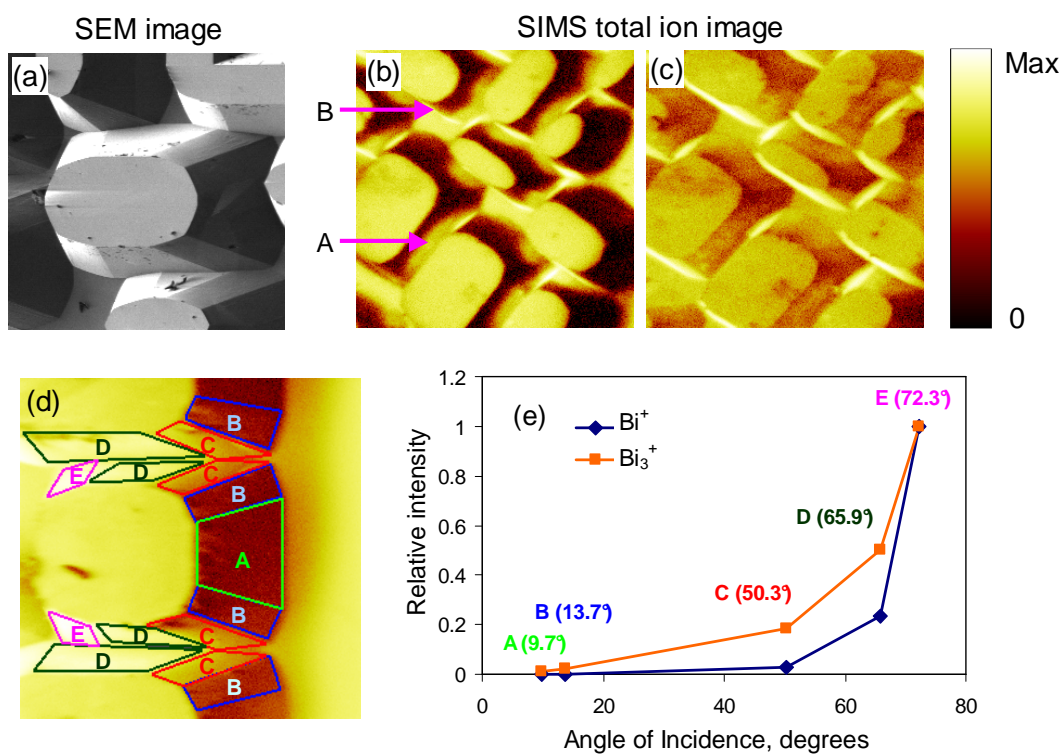 SEM image
SIMS total ion image
(a)
(b)
(c)
Max
B
A
0
(d)
B
D
C
E
D
C
B
A
B
E
D
C
D
C
B
(e)
1.2
1
0.8
0.6
0.4
0.2
0
Bi⁺
Bi₃⁺
E (72.3°)
D (65.9°)
C (50.3°)
B (13.7°)
A (9.7°)
Relative intensity
0 20 40 60 80
Angle of Incidence, degrees